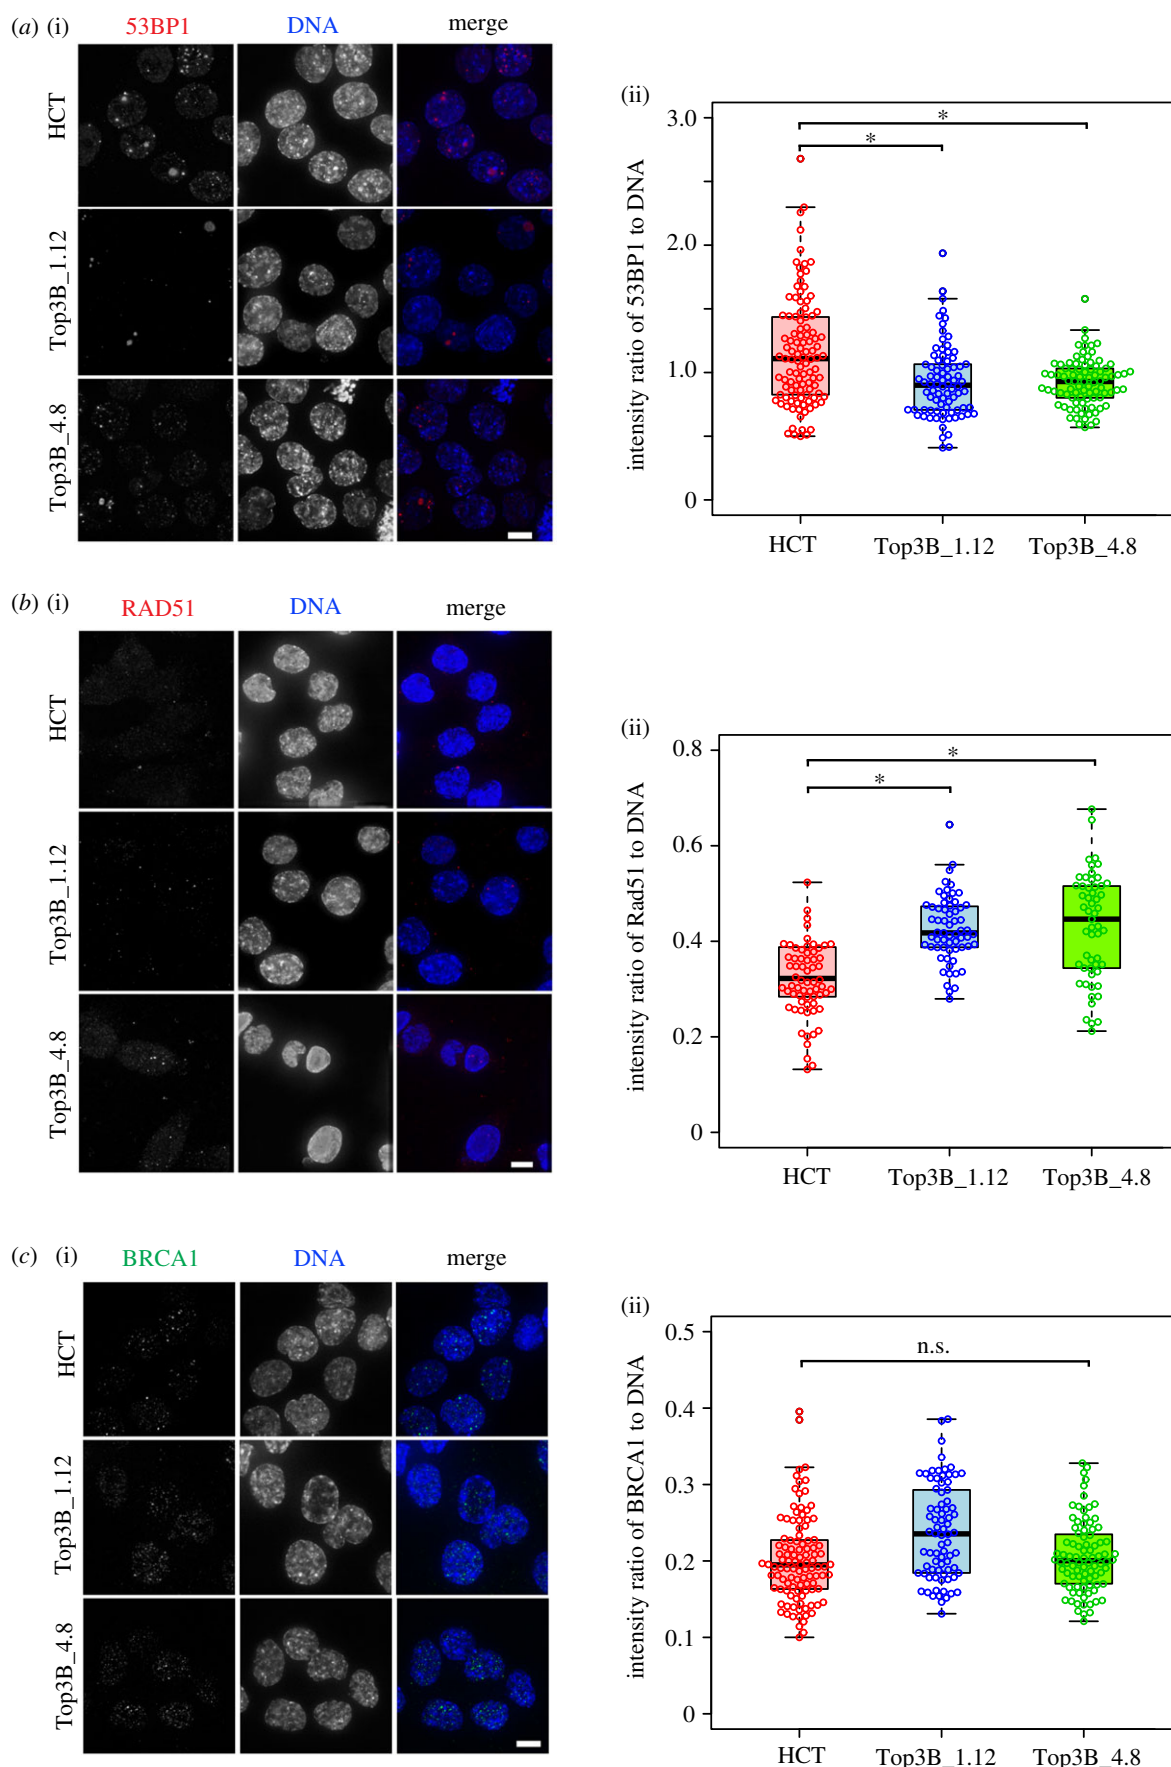 (a) (i) 53BP1 DNA merge
HCT
Top3B_1.12
Top3B_4.8
(ii)
intensity ratio of 53BP1 to DNA
3.0
2.0
1.0
0
*
*
HCT Top3B_1.12 Top3B_4.8
(b) (i) RAD51 DNA merge
HCT
Top3B_1.12
Top3B_4.8
(ii)
intensity ratio of Rad51 to DNA
0.8
0.6
0.4
0.2
0
*
*
HCT Top3B_1.12 Top3B_4.8
(c) (i) BRCA1 DNA merge
HCT
Top3B_1.12
Top3B_4.8
(ii)
intensity ratio of BRCA1 to DNA
0.5
0.4
0.3
0.2
0.1
0
n.s.
HCT Top3B_1.12 Top3B_4.8